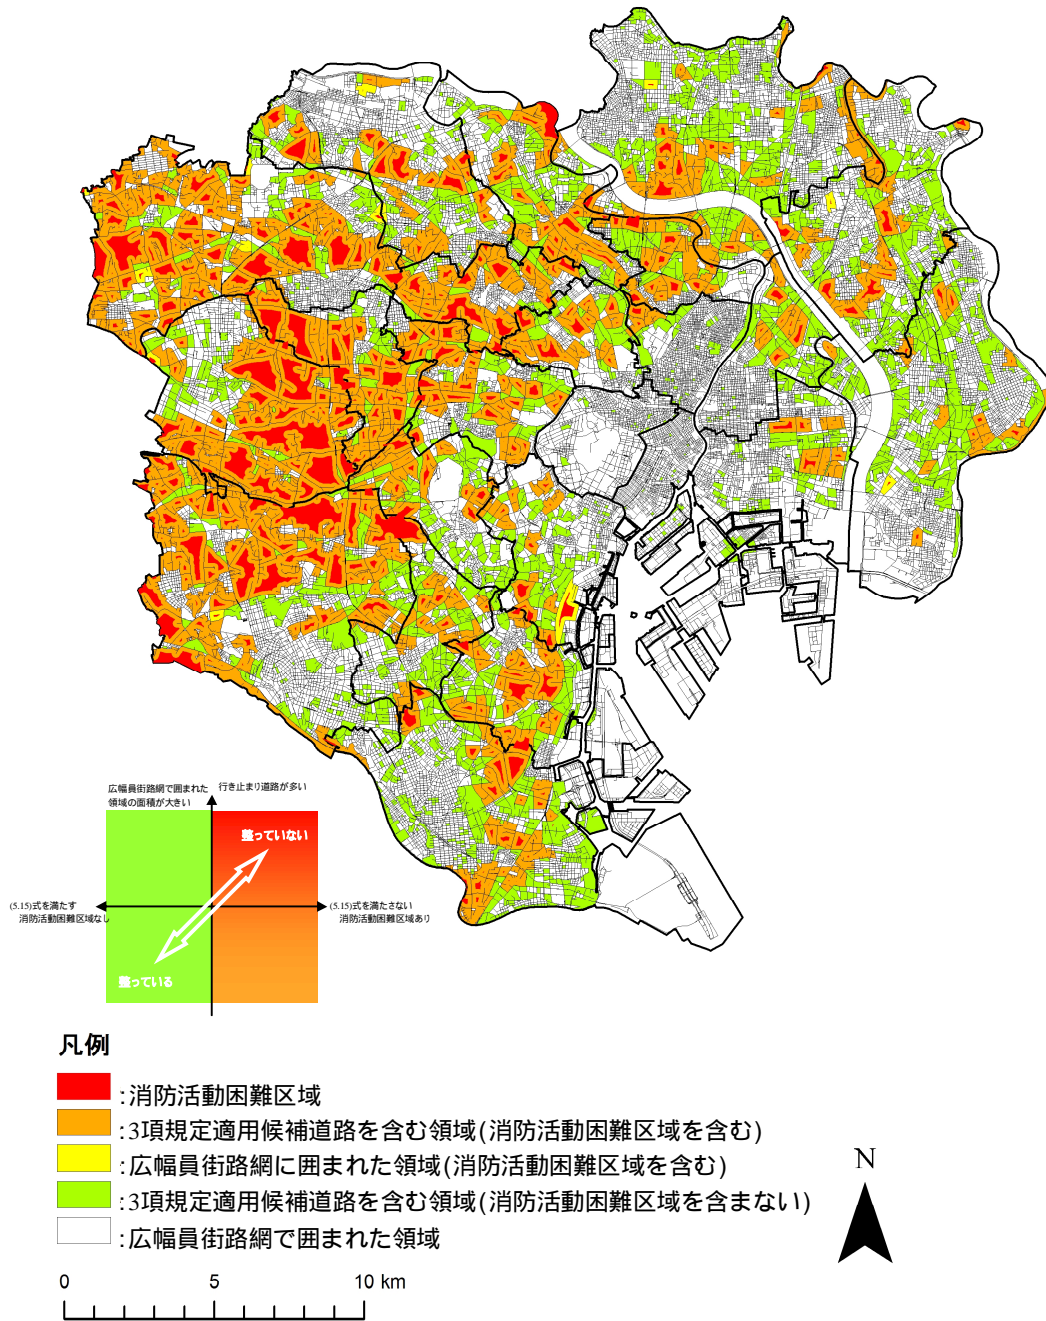 広幅員街路網で囲まれた
領域の面積が大きい
行き止まり道路が多い
整っていない
(5.15)式を満たす
消防活動困難区域なし
(5.15)式を満たさない
消防活動困難区域あり
整っている
凡例
:消防活動困難区域
:3項規定適用候補道路を含む領域(消防活動困難区域を含む)
:広幅員街路網に囲まれた領域(消防活動困難区域を含む)
:3項規定適用候補道路を含む領域(消防活動困難区域を含まない)
:広幅員街路網で囲まれた領域
N
0 5 10 km